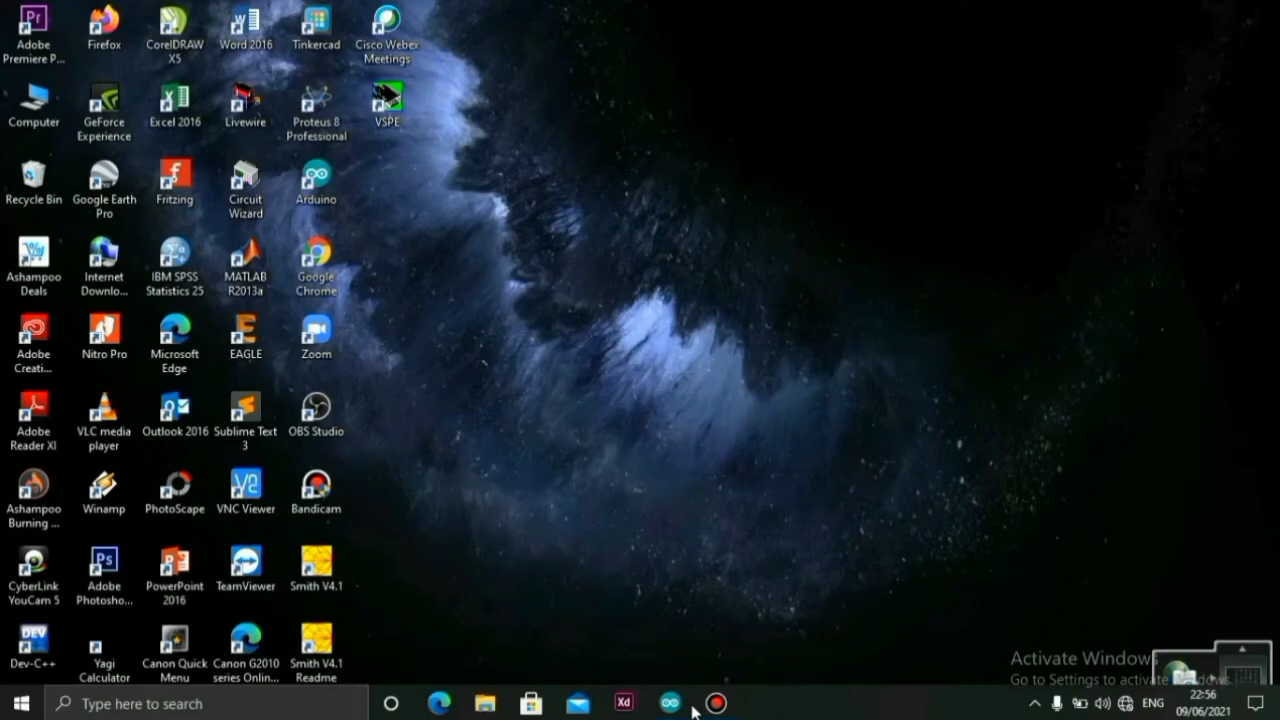 Adobe
Premiere P...
Firefox
CorelDRAW
X5
Word 2016
Tinkercad
Cisco Webex
Meetings
Computer
GeForce
Experience
Excel 2016
Livewire
Proteus 8
Professional
VSPE
Recycle Bin
Google Earth
Pro
Fritzing
Circuit
Wizard
Arduino
Ashampoo
Deals
Internet
Downlo...
IBM SPSS
Statistics 25
MATLAB
R2013a
Google
Chrome
Adobe
Creati...
Nitro Pro
Microsoft
Edge
EAGLE
Zoom
Adobe
Reader XI
VLC media
player
Outlook 2016
Sublime Text
3
OBS Studio
Ashampoo
Burning ...
Winamp
PhotoScape
VNC Viewer
Bandicam
CyberLink
YouCam 5
Adobe
Photosho...
PowerPoint
2016
TeamViewer
Smith V4.1
Dev-C++
Yagi
Calculator
Canon Quick
Menu
Canon G2010
series Onlin...
Smith V4.1
Readme
Activate Windows
Go to Settings to activate Windows.
Type here to search
Xd
ENG
22:56
09/06/2021